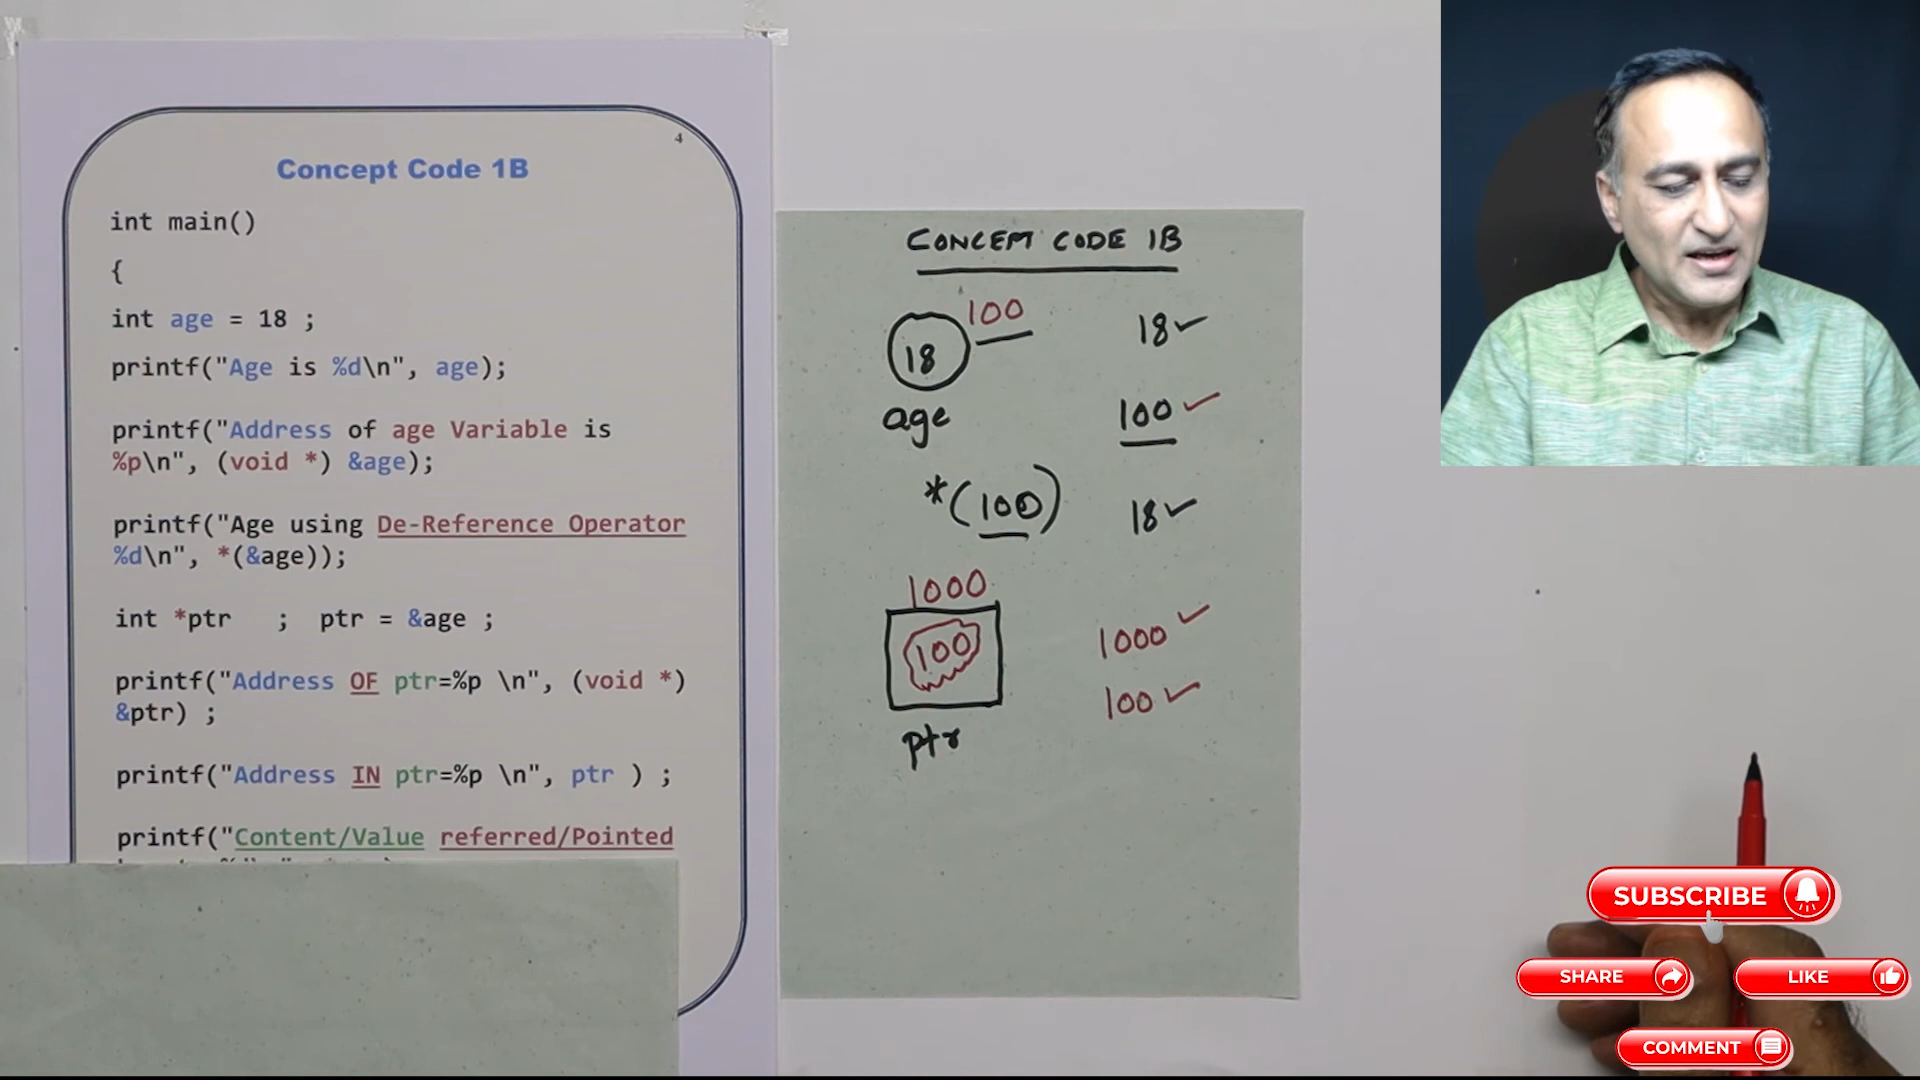 4
Concept Code 1B
int main()
{
int age = 18 ;
printf("Age is %d\n", age);
printf("Address of age Variable is
%p\n", (void *) &age);
printf("Age using De-Reference Operator
%d\n", *(&age));
int *ptr ; ptr = &age ;
printf("Address OF ptr=%p \n", (void *)
&ptr) ;
printf("Address IN ptr=%p \n", ptr ) ;
printf("Content/Value referred/Pointed
CONCEPT CODE 1B
100
18
18
age
100
*(100)
18
1000
100
1000
100
ptr
SUBSCRIBE
SHARE
LIKE
COMMENT